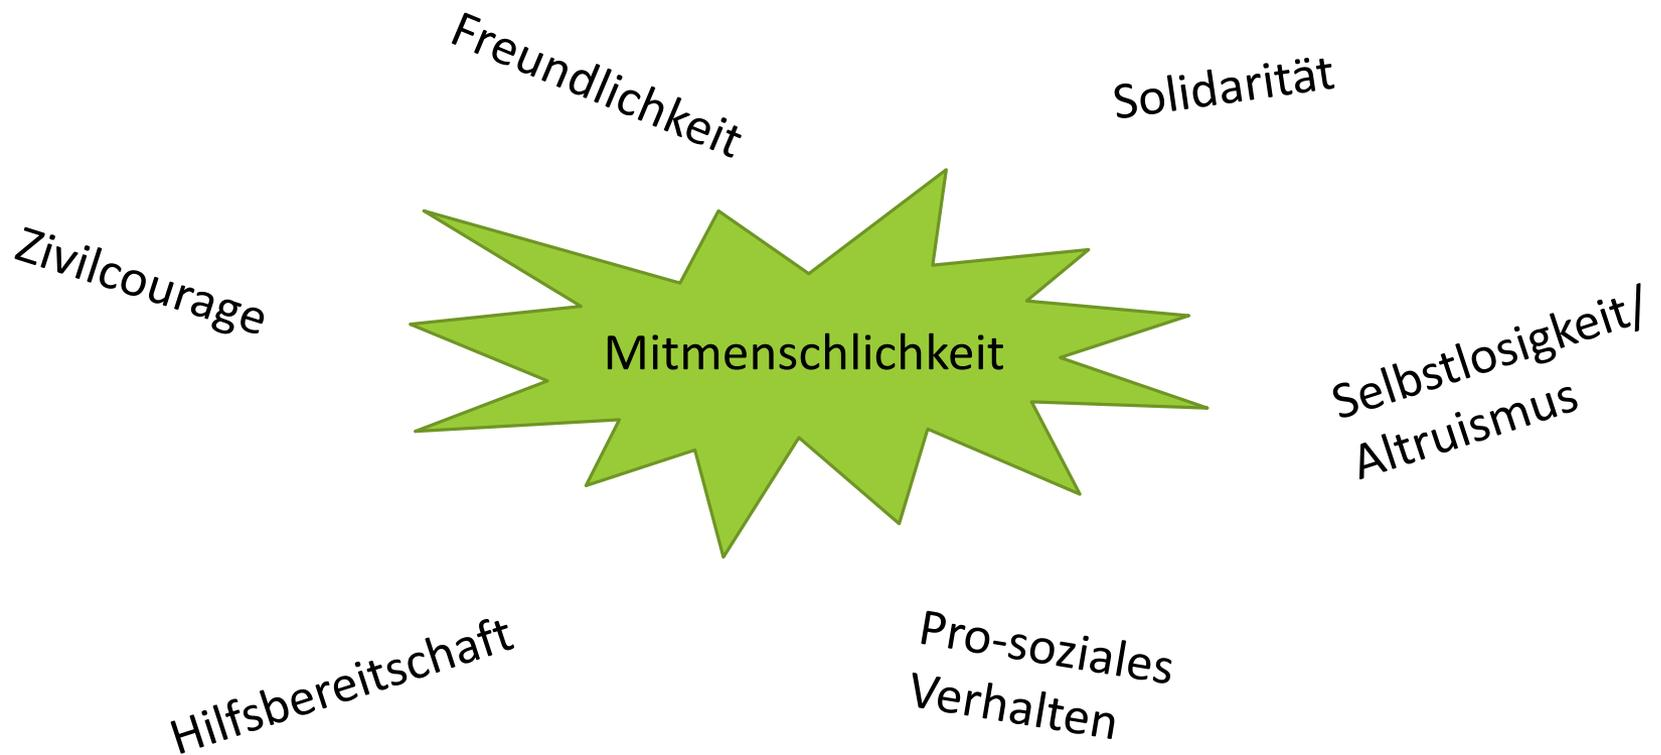 Freundlichkeit
Solidarität
Zivilcourage
Mitmenschlichkeit
Selbstlosigkeit/
Altruismus
Hilfsbereitschaft
Pro-soziales
Verhalten